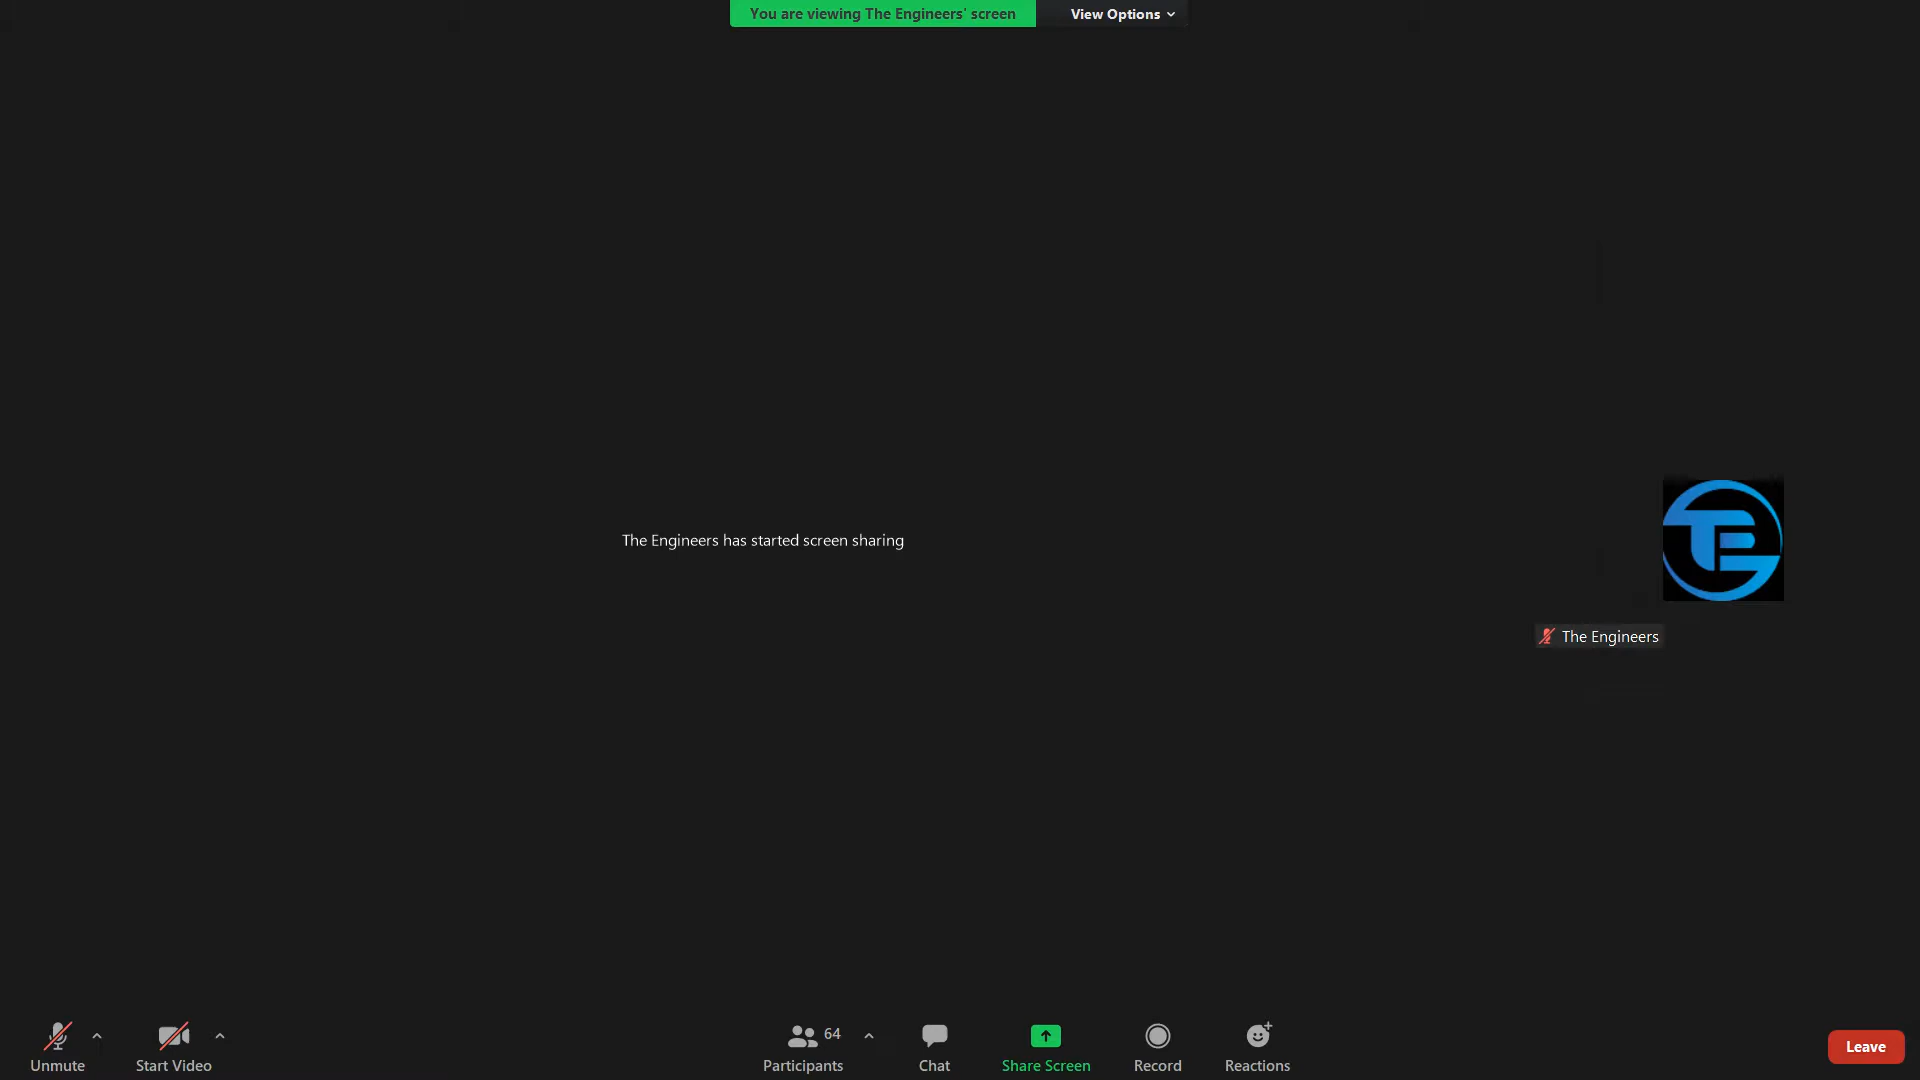 You are viewing The Engineers' screen
View Options
The Engineers has started screen sharing
TE
The Engineers
Unmute
Start Video
64
Participants
Chat
Share Screen
Record
Reactions
Leave